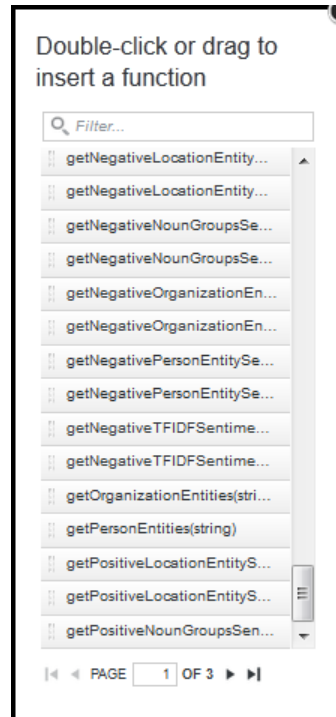 Double-click or drag to
insert a function
Filter...
getNegativeLocationEntity...
getNegativeLocationEntity...
getNegativeNounGroupsSe...
getNegativeNounGroupsSe...
getNegativeOrganizationEn...
getNegativeOrganizationEn...
getNegativePersonEntitySe...
getNegativePersonEntitySe...
getNegativeTFIDFSentime...
getNegativeTFIDFSentime...
getOrganizationEntities(stri...
getPersonEntities(string)
getPositiveLocationEntityS...
getPositiveLocationEntityS...
getPositiveNounGroupsSen...
PAGE 1 OF 3